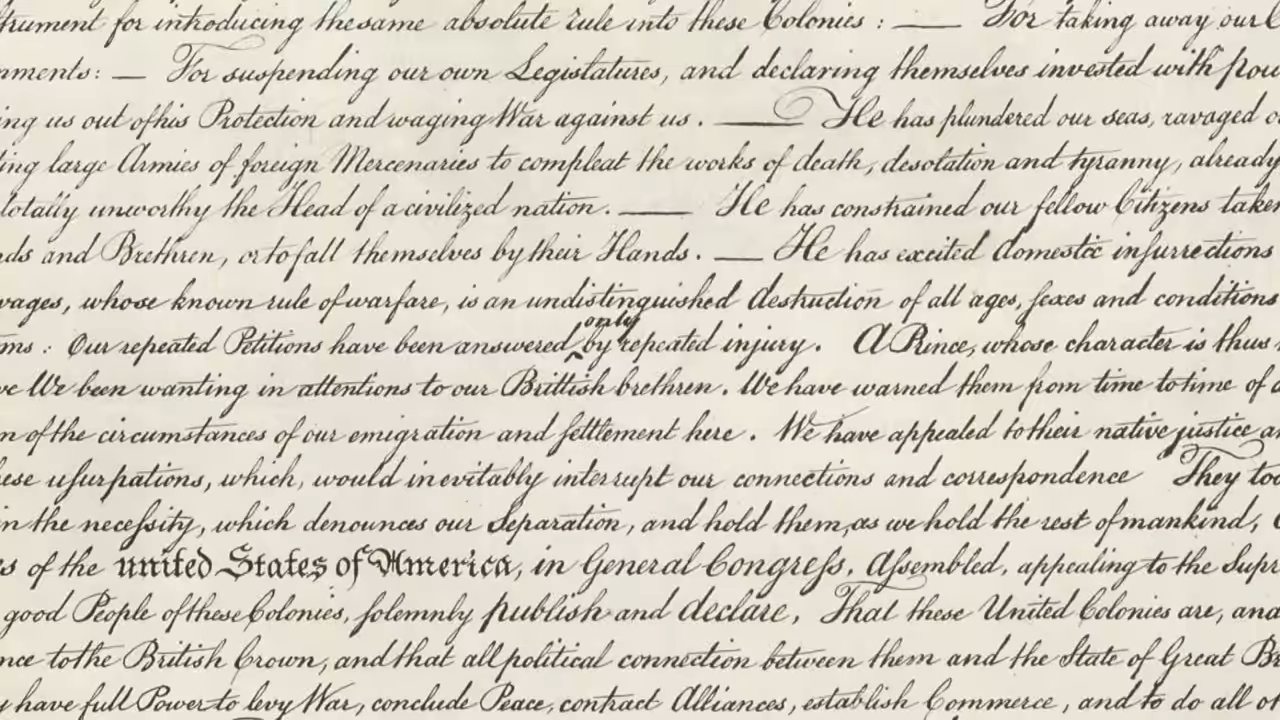 trument for introducing the same absolute rule into these Colonies : — For taking away our C
nments: — For suspending our own Legislatures, and declaring themselves invested with pow
ing us out of his Protection and waging War against us . — He has plundered our seas, ravaged o
ting large Armies of foreign Mercenaries to compleat the works of death, desolation and tyranny, already
totally unworthy the Head of a civilized nation. — He has constrained our fellow Citizens taken
nds and Brethren, or to fall themselves by their Hands. — He has excited domestic insurrections
vages, whose known rule of warfare, is an undistinguished destruction of all ages, sexes and conditions
only
ms : Our repeated Petitions have been answered by repeated injury. A Prince, whose character is thus
ve We been wanting in attentions to our Brittish brethren. We have warned them from time to time of a
n of the circumstances of our emigration and settlement here . We have appealed to their native justice an
hese usurpations, which, would inevitably interrupt our connections and correspondence They too
in the necessity, which denounces our Separation, and hold them, as we hold the rest of mankind,
s of the united States of America, in General Congress, Assembled, appealing to the Supr
good People of these Colonies, solemnly publish and declare, That these United Colonies are, and
nce to the British Crown, and that all political connection between them and the State of Great Br
y have full Power to levy War, conclude Peace, contract Alliances, establish Commerce, and to do all ot